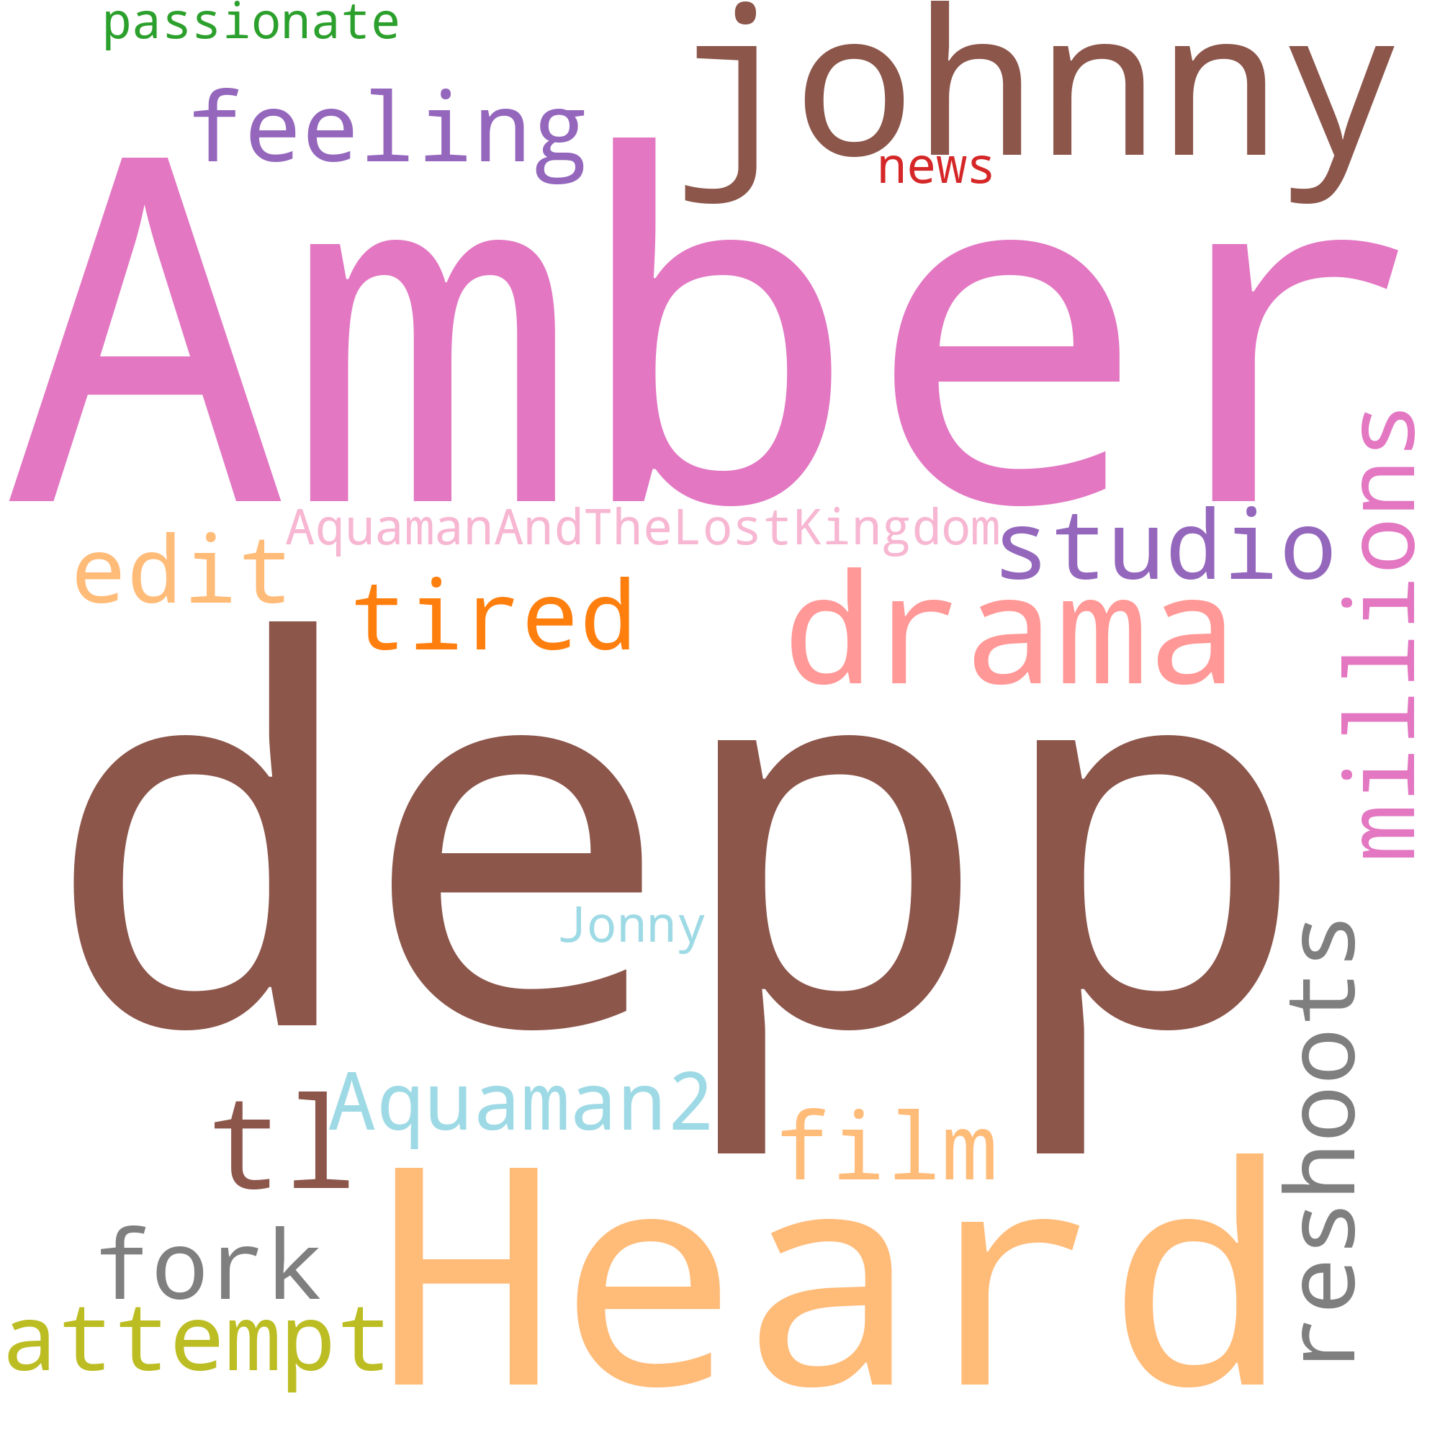 passionate
johnny
feeling
news
Amber
millions
AquamanAndTheLostKingdom
studio
edit
tired
drama
depp
Jonny
reshoots
Aquaman2
tl
film
Heard
fork
attempt